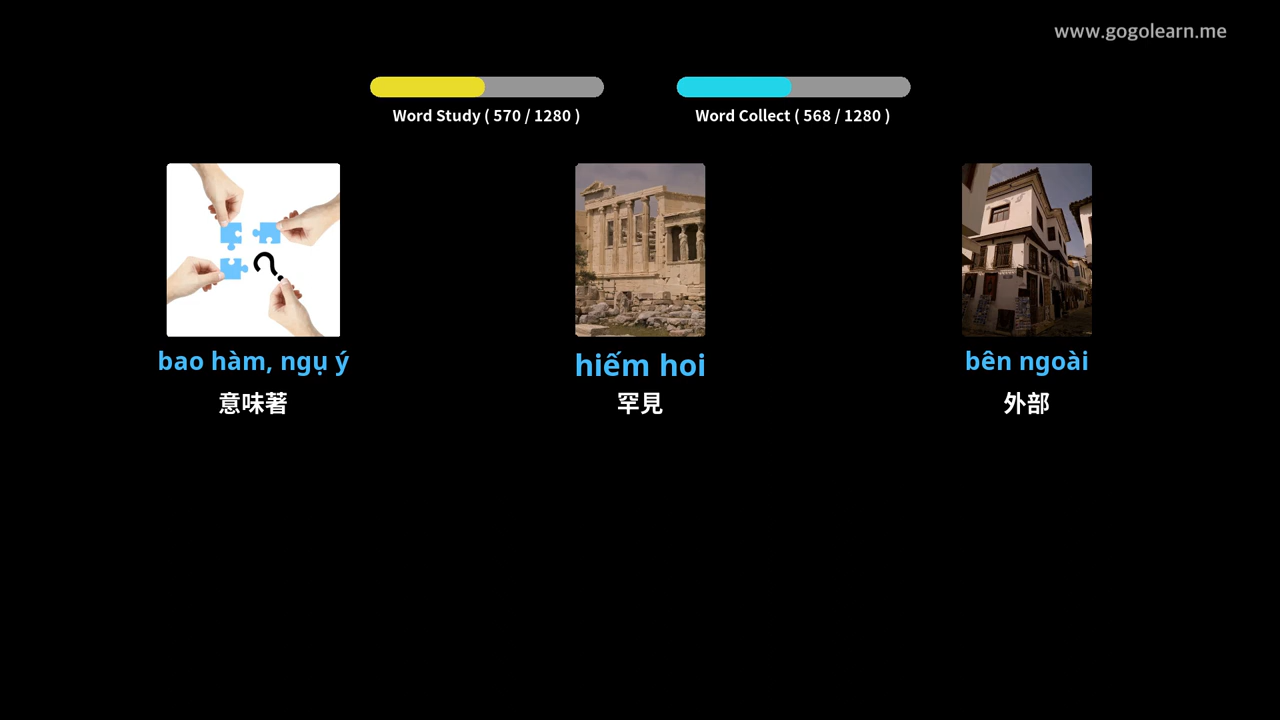 www.gogolearn.me
Word Study ( 570 / 1280 )
Word Collect ( 568 / 1280 )
bao hàm, ngụ ý
意味著
hiếm hoi
罕見
bên ngoài
外部